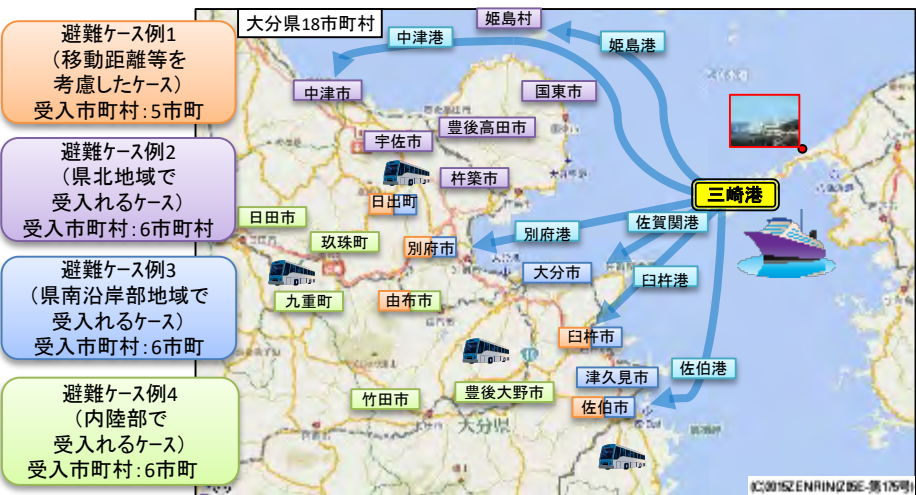 避難ケース例1
(移動距離等を
考慮したケース)
受入市町村:5市町
避難ケース例2
(県北地域で
受入れるケース)
受入市町村:6市町村
避難ケース例3
(県南沿岸部地域で
受入れるケース)
受入市町村:6市町
避難ケース例4
(内陸部で
受入れるケース)
受入市町村:6市町
大分県18市町村
姫島村
中津港
姫島港
中津市
国東市
豊後高田市
宇佐市
杵築市
日出町
三崎港
日田市
玖珠町
別府市
別府港
佐賀関港
大分市
臼杵港
九重町
由布市
臼杵市
津久見市
佐伯港
竹田市
豊後大野市
佐伯市
大分県
(C)2015ZENRIN(Z05E-第175号)